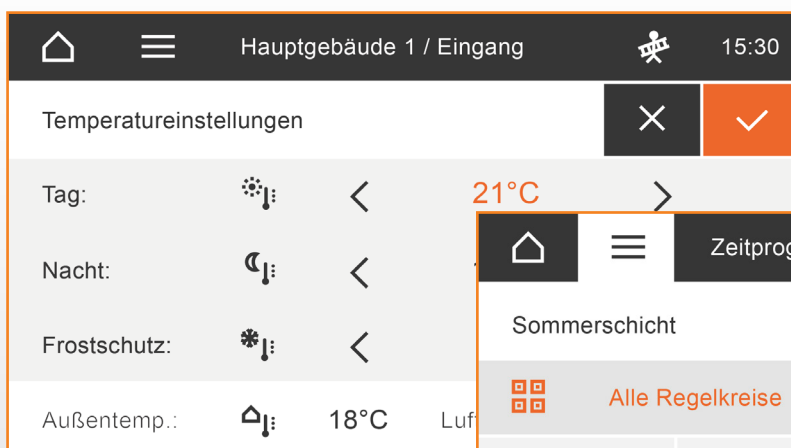 Hauptgebäude 1 / Eingang 15:30
Temperatureinstellungen
Tag: 21°C
Nacht:
Frostschutz:
Außentemp.: 18°C
Zeitprog
Sommerschicht
Alle Regelkreise